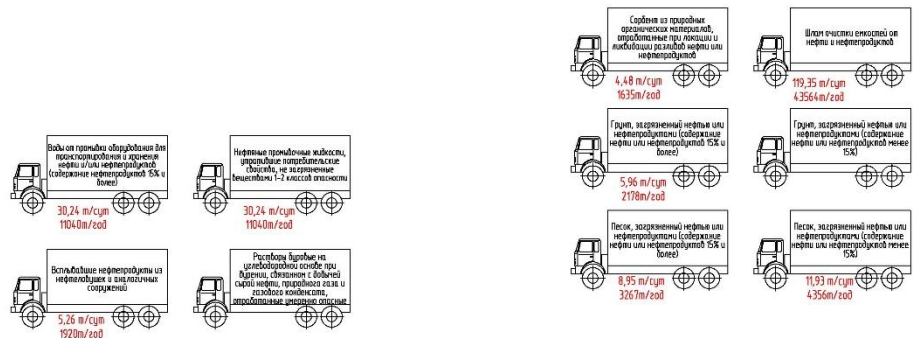 Сорбент из природных
органических материалов,
отработанные при локации и
ликвидации разливов нефти или
нефтепродуктов
4,48 т/сут
1635т/год
Шлам очистки емкостей от
нефти и нефтепродуктов
119,35 т/сут
43564т/год
Воды от промывки оборудования для
транспортирования и хранения
нефти и/или нефтепродуктов
(содержание нефтепродуктов 15% и
более)
30,24 т/сут
11040т/год
Нефтяные промывочные жидкости,
утратившие потребительские
свойства, не загрязненные
веществами 1-2 классов опасности
30,24 т/сут
11040т/год
Грунт, загрязненный нефтью или
нефтепродуктами (содержание
нефти или нефтепродуктов 15% и
более)
5,96 т/сут
2178т/год
Грунт, загрязненный нефтью или
нефтепродуктами (содержание
нефти или нефтепродуктов менее
15%)
Всплывшие нефтепродукты из
нефтеловушек и аналогичных
сооружений
5,26 т/сут
1920т/год
Растворы буровые на
углеводородной основе при
бурении, связанном с добычей
сырой нефти, природного газа и
газового конденсата,
отработанные умеренно опасные
Песок, загрязненный нефтью или
нефтепродуктами (содержание
нефти или нефтепродуктов 15% и
более)
8,95 т/сут
3267т/год
Песок, загрязненный нефтью или
нефтепродуктами (содержание
нефти или нефтепродуктов менее
15%)
11,93 т/сут
4356т/год